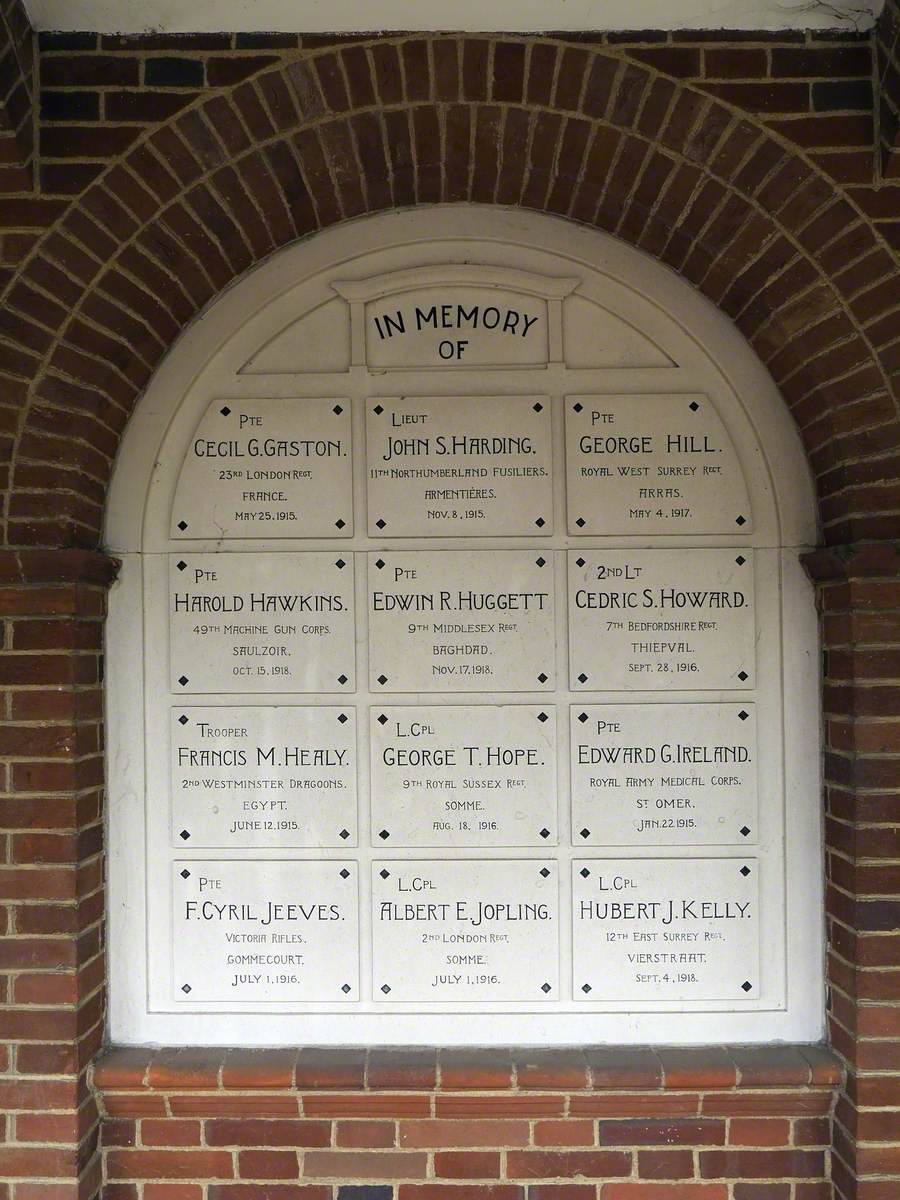 IN MEMORY
OF
PTE
CECIL G. GASTON.
23RD LONDON REGT.
FRANCE.
MAY 25, 1915.
LIEUT
JOHN S. HARDING.
11TH NORTHUMBERLAND FUSILIERS.
ARMENTIÈRES.
NOV. 8, 1915.
PTE
GEORGE HILL.
ROYAL WEST SURREY REGT.
ARRAS.
MAY 4, 1917.
PTE
HAROLD HAWKINS.
49TH MACHINE GUN CORPS.
SAULZOIR.
OCT. 15, 1918.
PTE
EDWIN R. HUGGETT
9TH MIDDLESEX REGT.
BAGHDAD.
NOV. 17, 1918.
2ND LT
CEDRIC S. HOWARD.
7TH BEDFORDSHIRE REGT.
THIEPVAL.
SEPT. 28, 1916.
TROOPER
FRANCIS M. HEALY.
2ND WESTMINSTER DRAGOONS.
EGYPT.
JUNE 12, 1915.
L.CPL
GEORGE T. HOPE.
9TH ROYAL SUSSEX REGT.
SOMME.
AUG. 18, 1916.
PTE
EDWARD G. IRELAND.
ROYAL ARMY MEDICAL CORPS.
ST OMER.
JAN. 22 1915.
PTE
F. CYRIL JEEVES.
VICTORIA RIFLES.
GOMMECOURT.
JULY 1, 1916.
L.CPL
ALBERT E. JOPLING.
2ND LONDON REGT.
SOMME.
JULY 1, 1916.
L.CPL
HUBERT J. KELLY.
12TH EAST SURREY REGT.
VIERSTRAAT.
SEPT. 4, 1918.